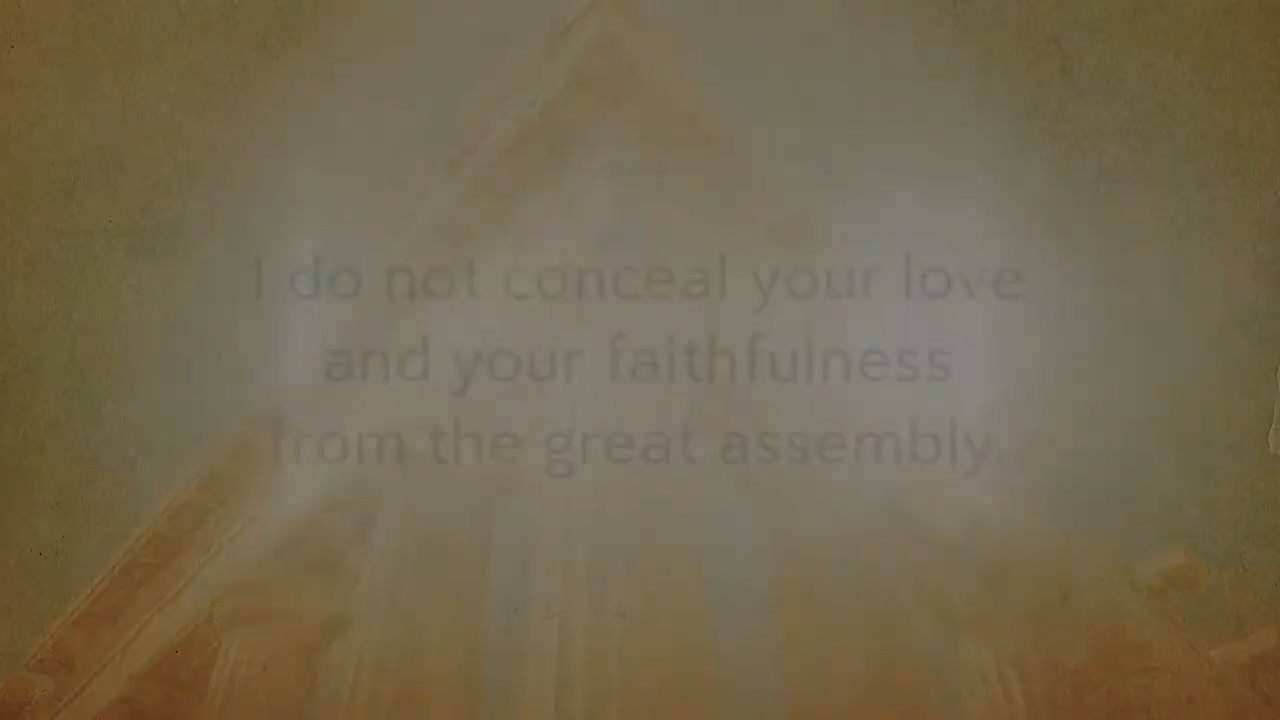 I do not conceal your love
and your faithfulness
from the great assembly.